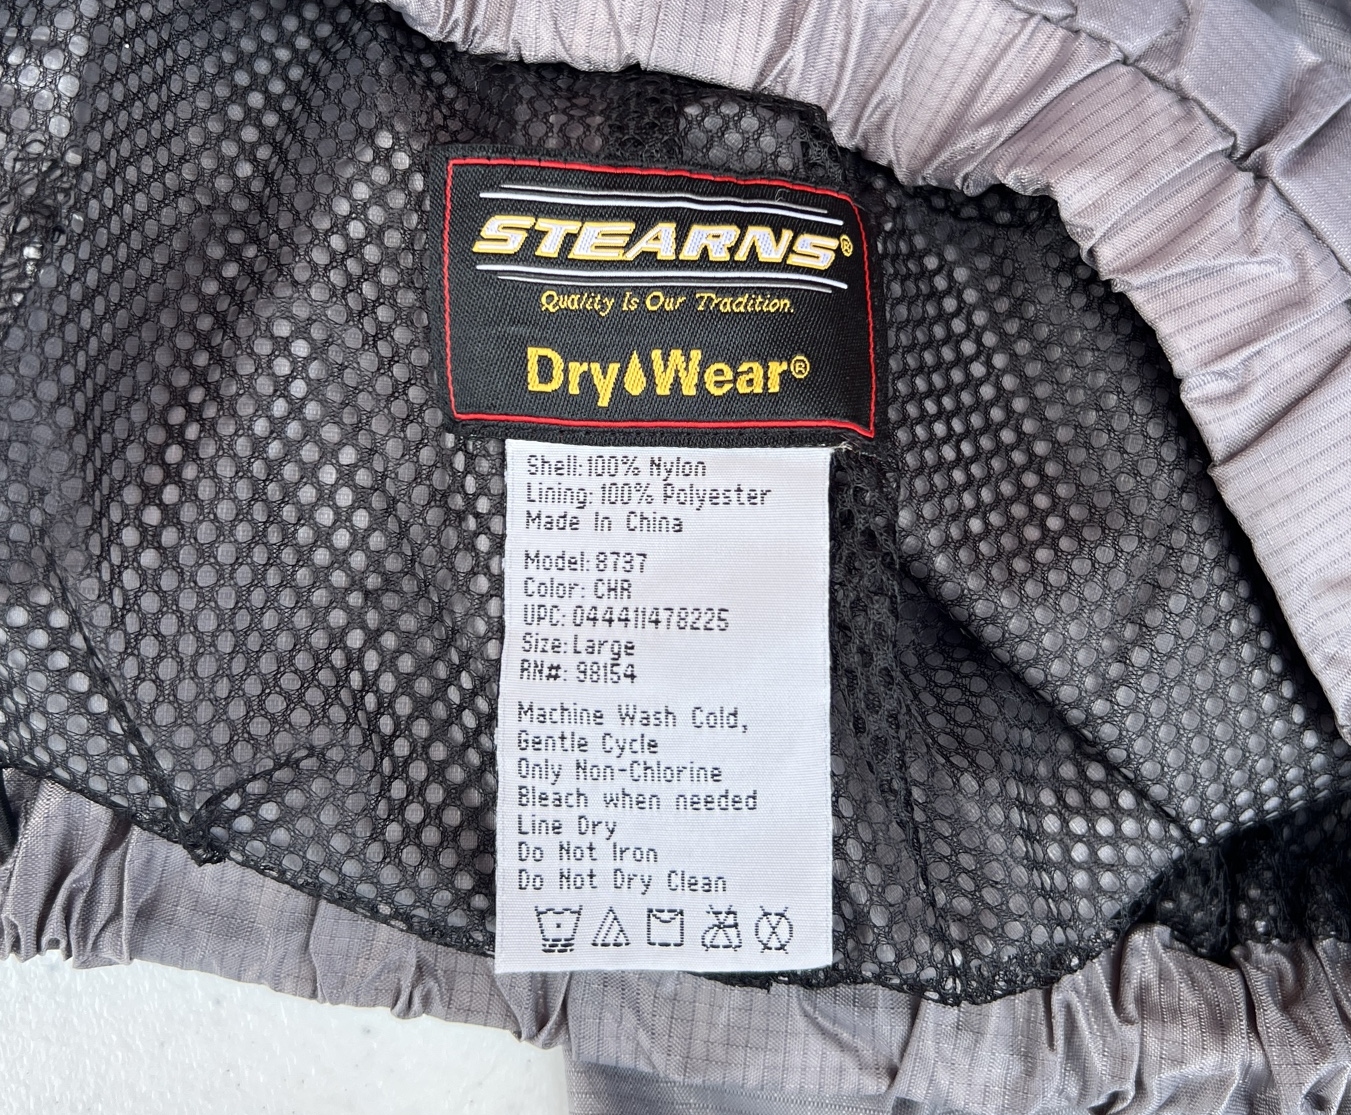 STEARNS®
Quality Is Our Tradition.
Dry Wear®
Shell: 100% Nylon
Lining: 100% Polyester
Made In China
Model: 8737
Color: CHR
UPC: 044411478225
Size: Large
RN#: 98154
Machine Wash Cold,
Gentle Cycle
Only Non-Chlorine
Bleach when needed
Line Dry
Do Not Iron
Do Not Dry Clean